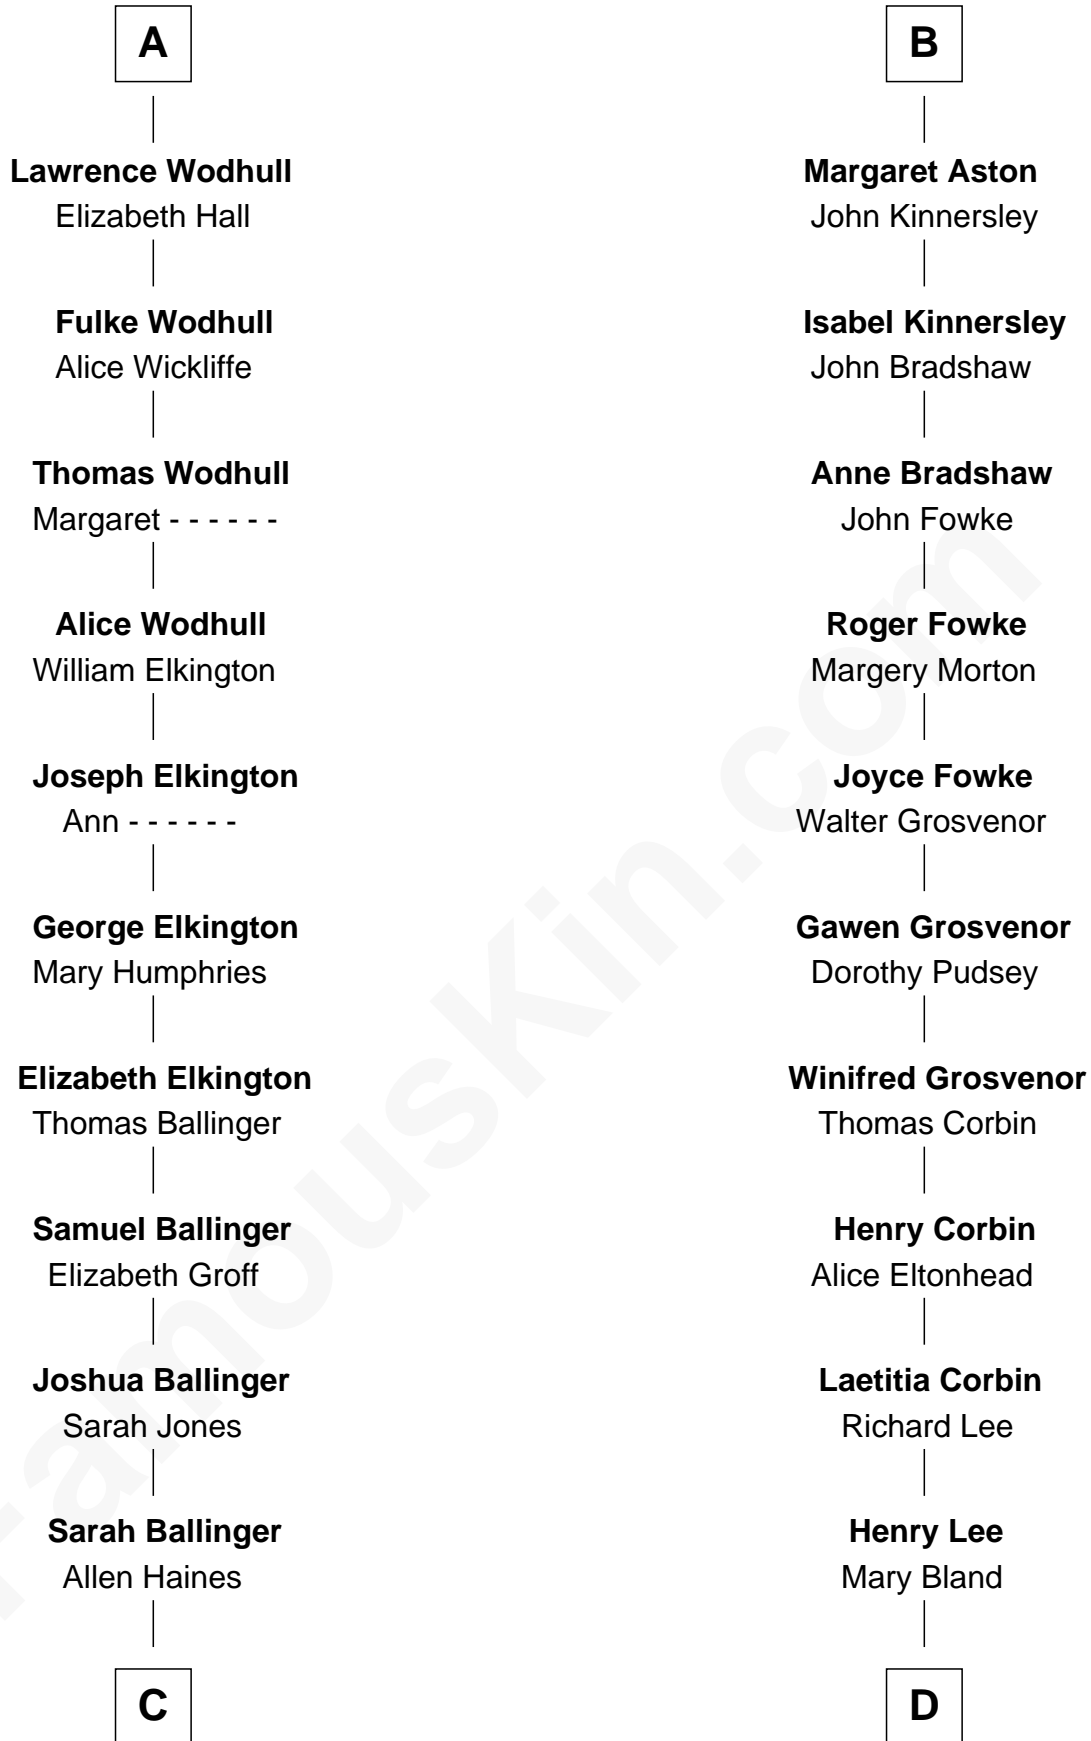 A
Lawrence Wodhull
Elizabeth Hall
Fulke Wodhull
Alice Wickliffe
Thomas Wodhull
Margaret - - - - - -
Alice Wodhull
William Elkington
Joseph Elkington
Ann - - - - - -
George Elkington
Mary Humphries
Elizabeth Elkington
Thomas Ballinger
Samuel Ballinger
Elizabeth Groff
Joshua Ballinger
Sarah Jones
Sarah Ballinger
Allen Haines
C
B
Margaret Aston
John Kinnersley
Isabel Kinnersley
John Bradshaw
Anne Bradshaw
John Fowke
Roger Fowke
Margery Morton
Joyce Fowke
Walter Grosvenor
Gawen Grosvenor
Dorothy Pudsey
Winifred Grosvenor
Thomas Corbin
Henry Corbin
Alice Eltonhead
Laetitia Corbin
Richard Lee
Henry Lee
Mary Bland
D
FamousKin.com